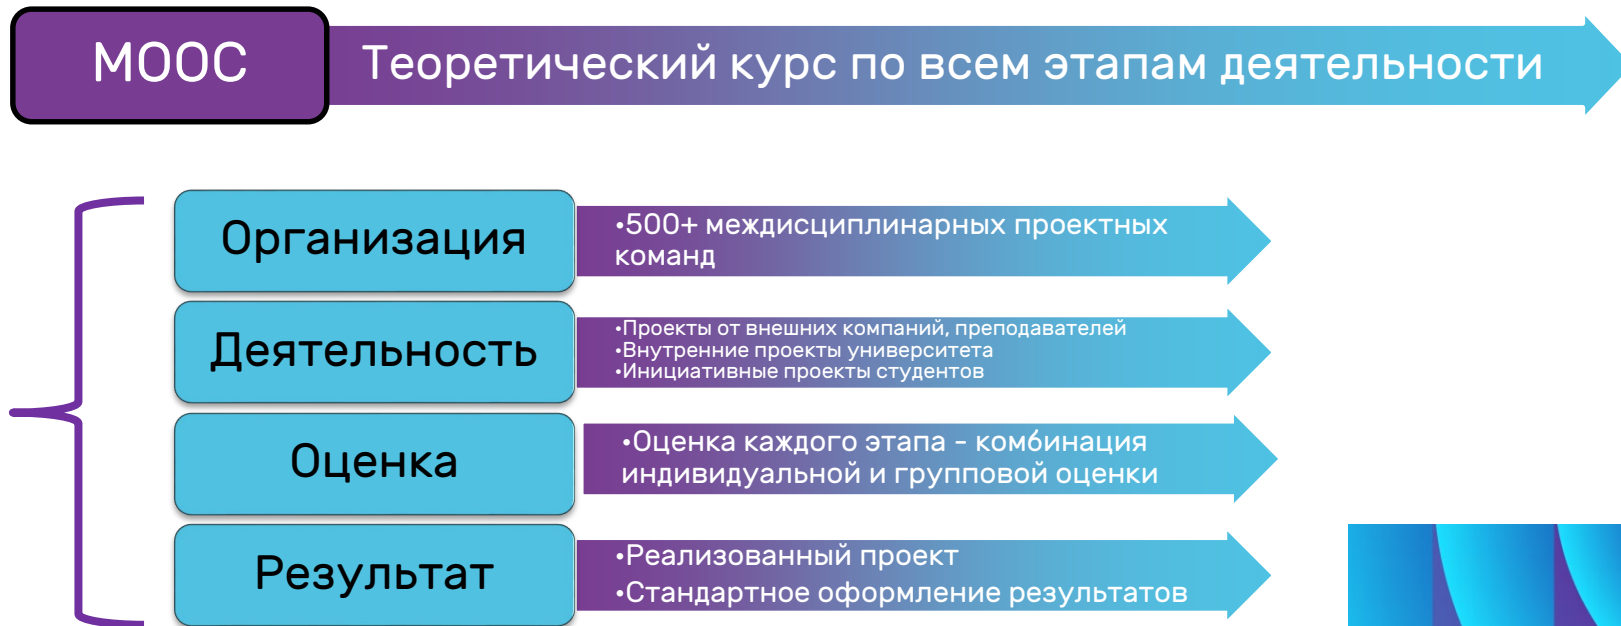 МООС
Теоретический курс по всем этапам деятельности
Организация
•500+ междисциплинарных проектных
команд
Деятельность
•Проекты от внешних компаний, преподавателей
•Внутренние проекты университета
•Инициативные проекты студентов
Оценка
•Оценка каждого этапа - комбинация
индивидуальной и групповой оценки
Результат
•Реализованный проект
•Стандартное оформление результатов